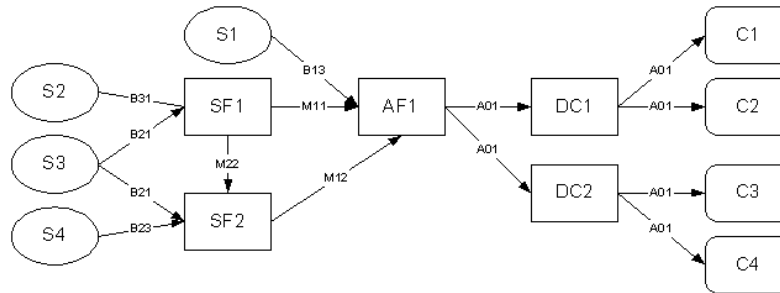 S1
C1
B13
A01
S2
B31
SF1
M11
AF1
A01
DC1
A01
C2
B21
A01
S3
M22
B21
M12
SF2
DC2
A01
C3
S4
B23
A01
C4